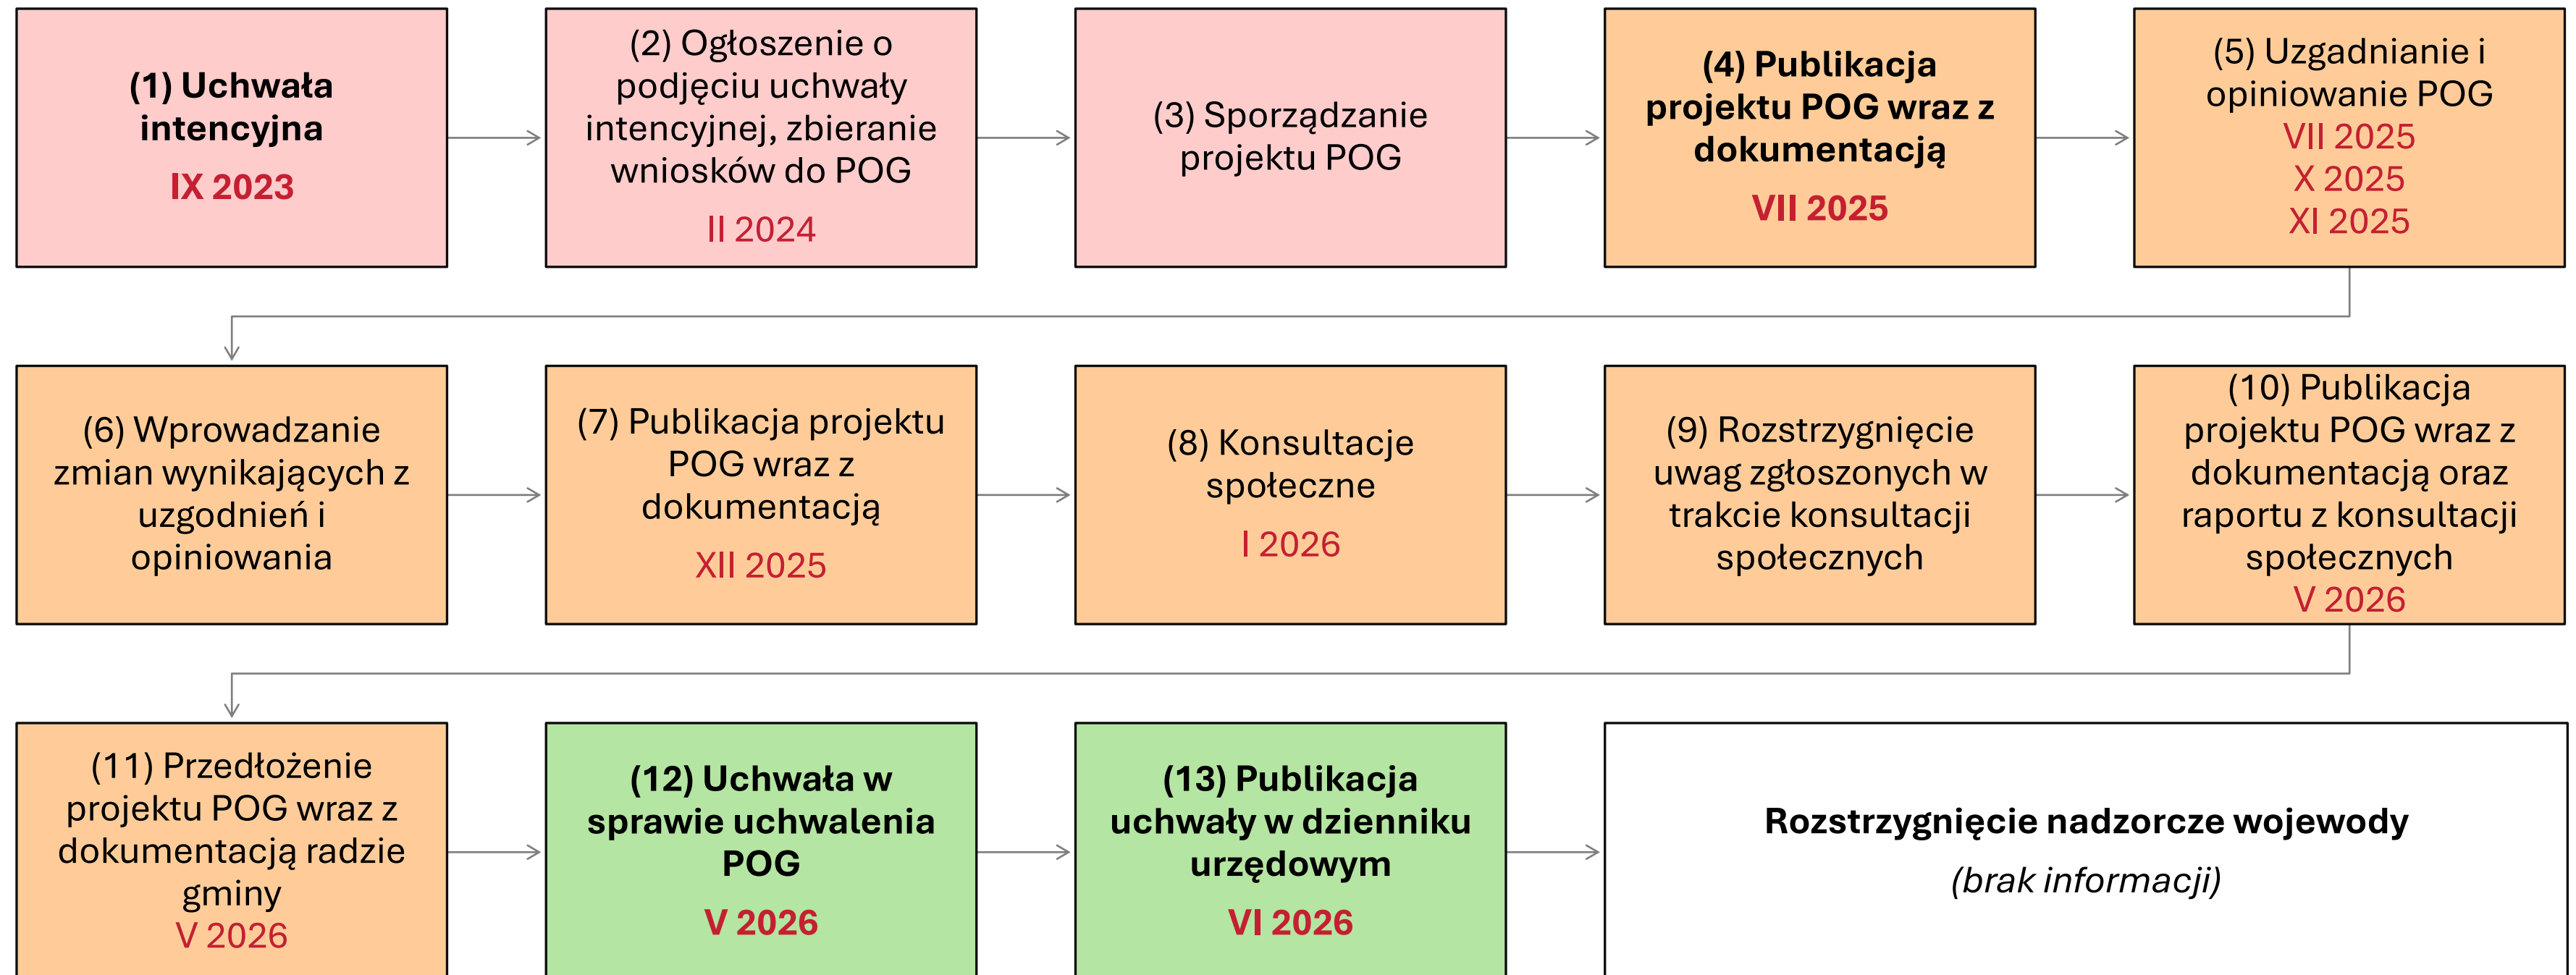 (1) Uchwała
intencyjna
IX 2023
(2) Ogłoszenie o
podjęciu uchwały
intencyjnej, zbieranie
wniosków do POG
II 2024
(3) Sporządzanie
projektu POG
(4) Publikacja
projektu POG wraz z
dokumentacją
VII 2025
(5) Uzgadnianie i
opiniowanie POG
VII 2025
X 2025
XI 2025
(6) Wprowadzanie
zmian wynikających z
uzgodnień i
opiniowania
(7) Publikacja projektu
POG wraz z
dokumentacją
XII 2025
(8) Konsultacje
społeczne
I 2026
(9) Rozstrzygnięcie
uwag zgłoszonych w
trakcie konsultacji
społecznych
(10) Publikacja
projektu POG wraz z
dokumentacją oraz
raportu z konsultacji
społecznych
V 2026
(11) Przedłożenie
projektu POG wraz z
dokumentacją radzie
gminy
V 2026
(12) Uchwała w
sprawie uchwalenia
POG
V 2026
(13) Publikacja
uchwały w dzienniku
urzędowym
VI 2026
Rozstrzygnięcie nadzorcze wojewody
(brak informacji)